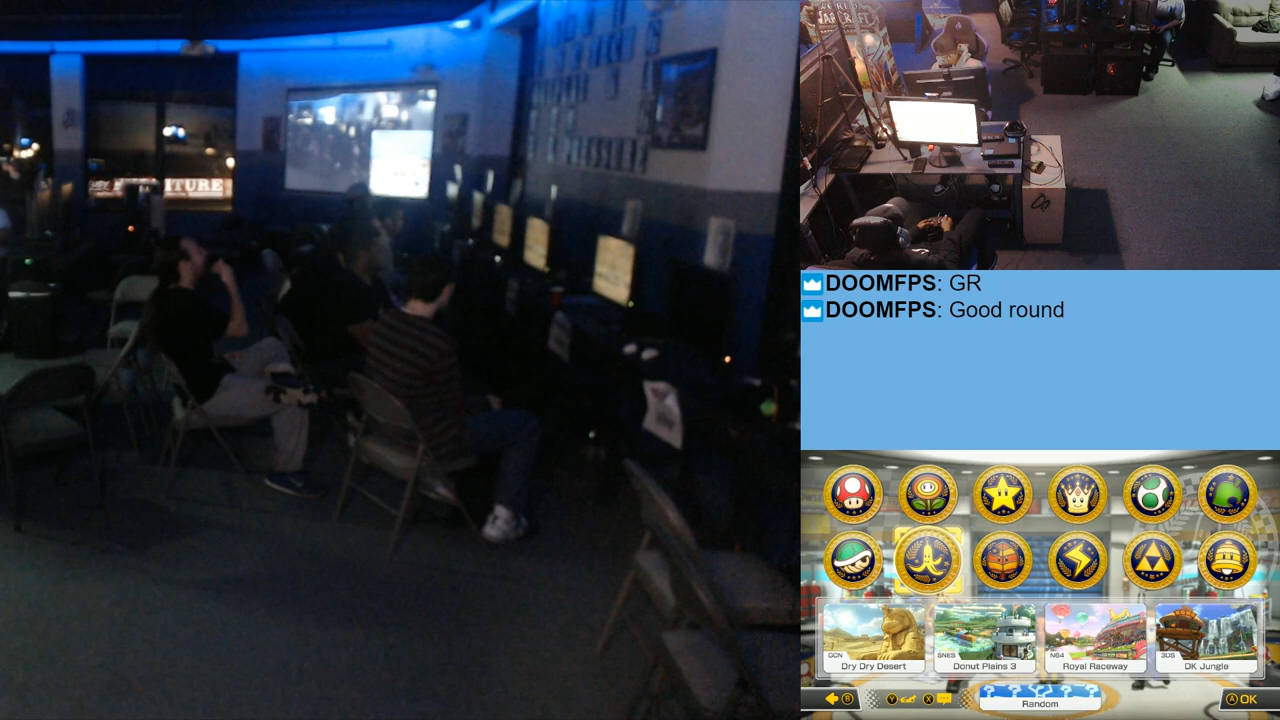 WARCRAFT
DOOMFPS: GR
DOOMFPS: Good round
GCN
Dry Dry Desert
SNES
Donut Plains 3
N64
Royal Raceway
3DS
DK Jungle
B
Y
X
Random
A OK